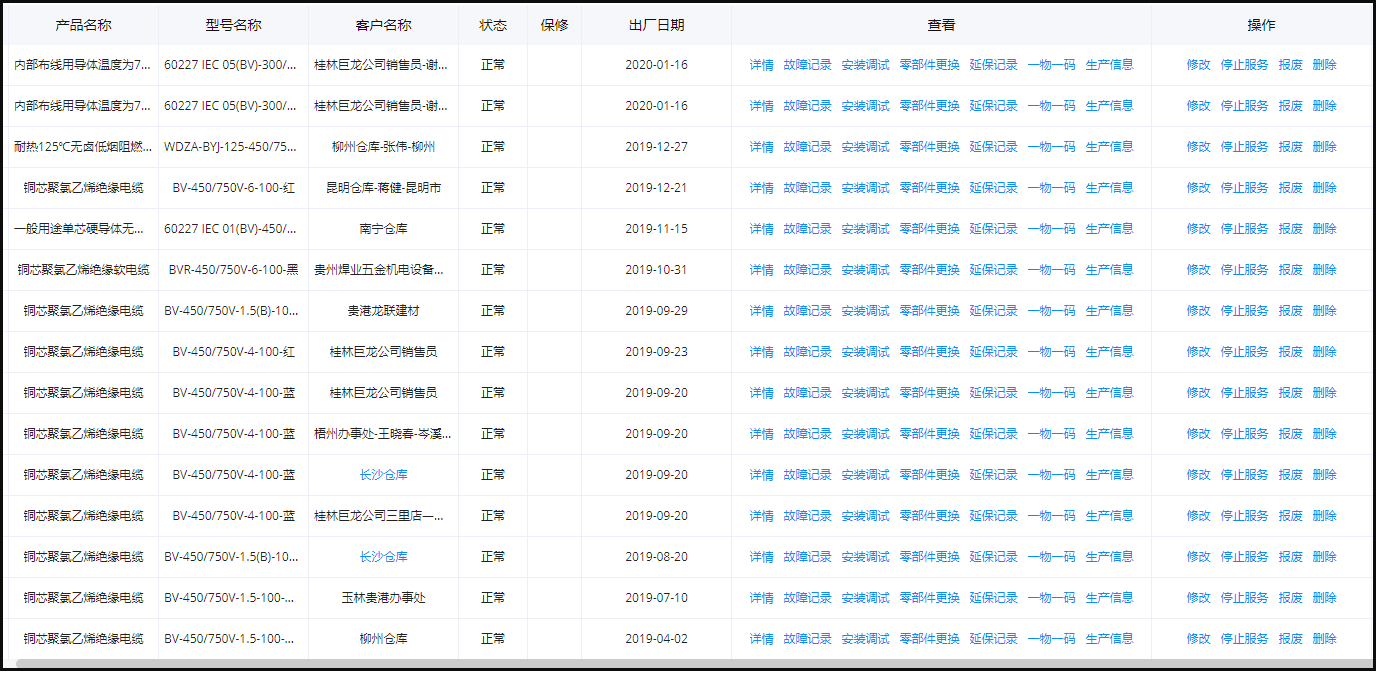 产品名称 型号名称 客户名称 状态 保修 出厂日期 查看 操作
内部布线用导体温度为7... 60227 IEC 05(BV)-300/... 桂林巨龙公司销售员-谢... 正常 2020-01-16 详情 故障记录 安装调试 零部件更换 延保记录 一物一码 生产信息 修改 停止服务 报废 删除
内部布线用导体温度为7... 60227 IEC 05(BV)-300/... 桂林巨龙公司销售员-谢... 正常 2020-01-16 详情 故障记录 安装调试 零部件更换 延保记录 一物一码 生产信息 修改 停止服务 报废 删除
耐热125℃无卤低烟阻燃... WDZA-BYJ-125-450/75... 柳州仓库-张伟-柳州 正常 2019-12-27 详情 故障记录 安装调试 零部件更换 延保记录 一物一码 生产信息 修改 停止服务 报废 删除
铜芯聚氯乙烯绝缘电缆 BV-450/750V-6-100-红 昆明仓库-蒋健-昆明市 正常 2019-12-21 详情 故障记录 安装调试 零部件更换 延保记录 一物一码 生产信息 修改 停止服务 报废 删除
一般用途单芯硬导体无... 60227 IEC 01(BV)-450/... 南宁仓库 正常 2019-11-15 详情 故障记录 安装调试 零部件更换 延保记录 一物一码 生产信息 修改 停止服务 报废 删除
铜芯聚氯乙烯绝缘软电缆 BVR-450/750V-6-100-黑 贵州焊业五金机电设备... 正常 2019-10-31 详情 故障记录 安装调试 零部件更换 延保记录 一物一码 生产信息 修改 停止服务 报废 删除
铜芯聚氯乙烯绝缘电缆 BV-450/750V-1.5(B)-10... 贵港龙联建材 正常 2019-09-29 详情 故障记录 安装调试 零部件更换 延保记录 一物一码 生产信息 修改 停止服务 报废 删除
铜芯聚氯乙烯绝缘电缆 BV-450/750V-4-100-红 桂林巨龙公司销售员 正常 2019-09-23 详情 故障记录 安装调试 零部件更换 延保记录 一物一码 生产信息 修改 停止服务 报废 删除
铜芯聚氯乙烯绝缘电缆 BV-450/750V-4-100-蓝 桂林巨龙公司销售员 正常 2019-09-20 详情 故障记录 安装调试 零部件更换 延保记录 一物一码 生产信息 修改 停止服务 报废 删除
铜芯聚氯乙烯绝缘电缆 BV-450/750V-4-100-蓝 梧州办事处-王晓春-岑溪... 正常 2019-09-20 详情 故障记录 安装调试 零部件更换 延保记录 一物一码 生产信息 修改 停止服务 报废 删除
铜芯聚氯乙烯绝缘电缆 BV-450/750V-4-100-蓝 长沙仓库 正常 2019-09-20 详情 故障记录 安装调试 零部件更换 延保记录 一物一码 生产信息 修改 停止服务 报废 删除
铜芯聚氯乙烯绝缘电缆 BV-450/750V-4-100-蓝 桂林巨龙公司三里店一... 正常 2019-09-20 详情 故障记录 安装调试 零部件更换 延保记录 一物一码 生产信息 修改 停止服务 报废 删除
铜芯聚氯乙烯绝缘电缆 BV-450/750V-1.5(B)-10... 长沙仓库 正常 2019-08-20 详情 故障记录 安装调试 零部件更换 延保记录 一物一码 生产信息 修改 停止服务 报废 删除
铜芯聚氯乙烯绝缘电缆 BV-450/750V-1.5-100-... 玉林贵港办事处 正常 2019-07-10 详情 故障记录 安装调试 零部件更换 延保记录 一物一码 生产信息 修改 停止服务 报废 删除
铜芯聚氯乙烯绝缘电缆 BV-450/750V-1.5-100-... 柳州仓库 正常 2019-04-02 详情 故障记录 安装调试 零部件更换 延保记录 一物一码 生产信息 修改 停止服务 报废 删除